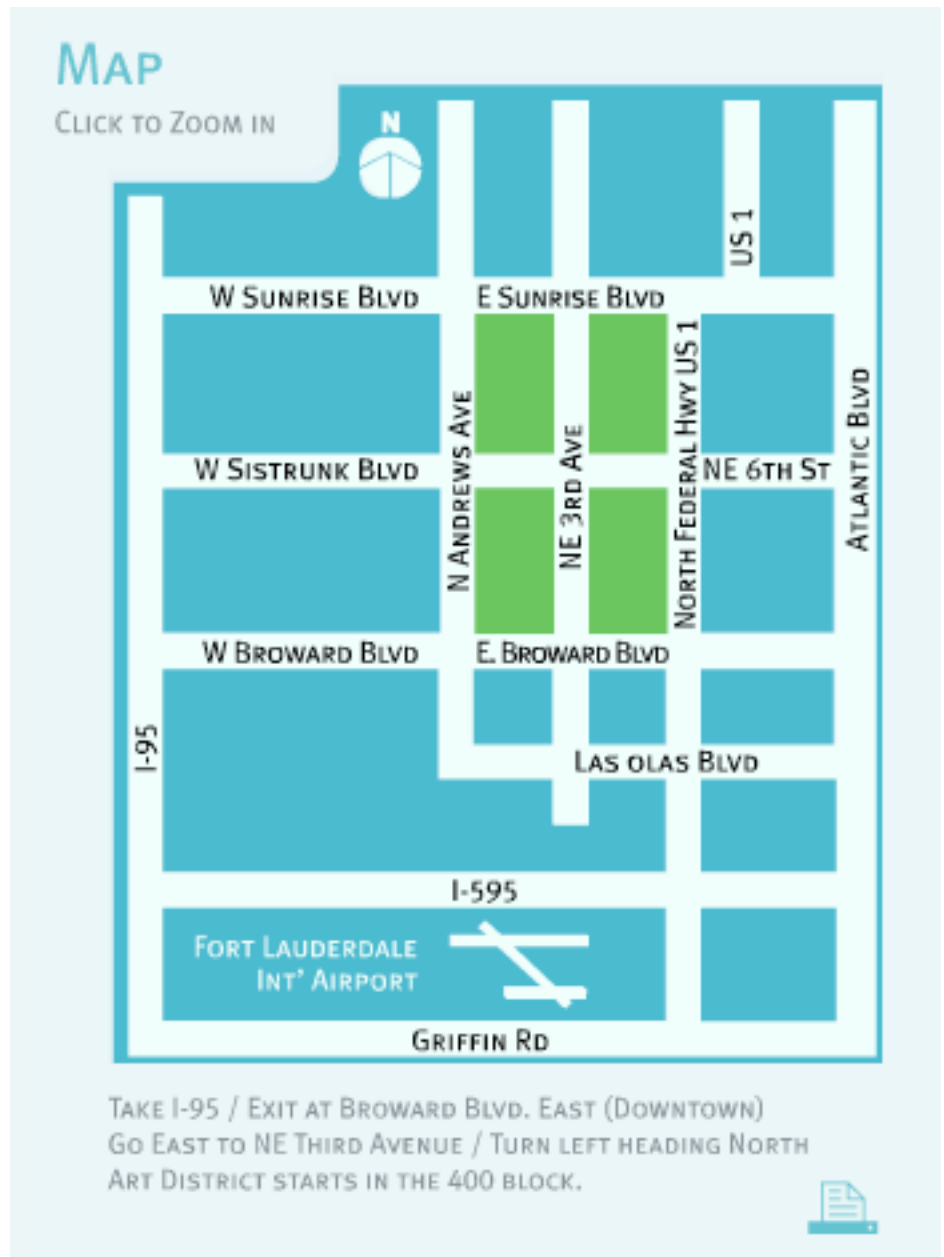 Map
Click to Zoom in
N
US 1
W Sunrise Blvd
E Sunrise Blvd
N Andrews Ave
NE 3rd Ave
North Federal Hwy US 1
Atlantic Blvd
W Sistrunk Blvd
NE 6th St
W Broward Blvd
E. Broward Blvd
I-95
Las olas Blvd
I-595
Fort Lauderdale
Int' Airport
Griffin Rd
Take I-95 / Exit at Broward Blvd. East (Downtown)
Go East to NE Third Avenue / Turn left heading North
Art District starts in the 400 block.